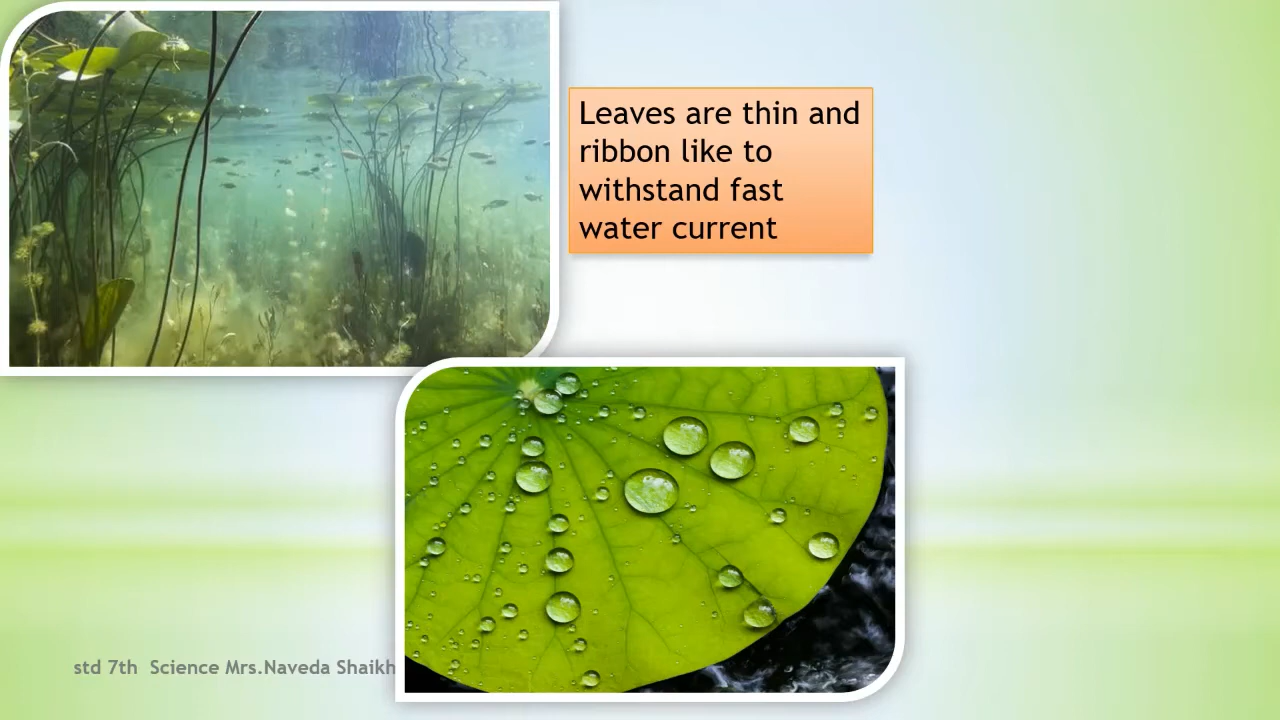 Leaves are thin and
ribbon like to
withstand fast
water current
std 7th  Science Mrs.Naveda Shaikh